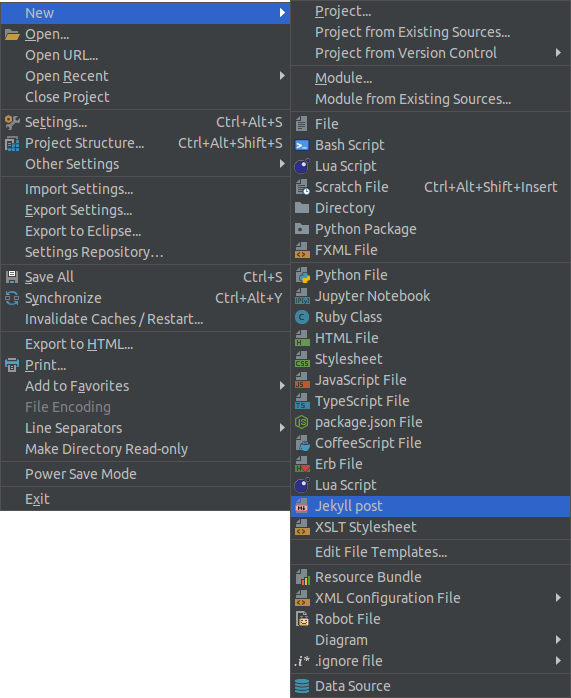 New
Open...
Open URL...
Open Recent
Close Project
Settings... Ctrl+Alt+S
Project Structure... Ctrl+Alt+Shift+S
Other Settings
Import Settings...
Export Settings...
Export to Eclipse...
Settings Repository...
Save All Ctrl+S
Synchronize Ctrl+Alt+Y
Invalidate Caches / Restart...
Export to HTML...
Print...
Add to Favorites
File Encoding
Line Separators
Make Directory Read-only
Power Save Mode
Exit
Project...
Project from Existing Sources...
Project from Version Control
Module...
Module from Existing Sources...
File
Bash Script
Lua Script
Scratch File Ctrl+Alt+Shift+Insert
Directory
Python Package
FXML File
Python File
Jupyter Notebook
Ruby Class
HTML File
Stylesheet
JavaScript File
TypeScript File
package.json File
CoffeeScript File
Erb File
Lua Script
Jekyll post
XSLT Stylesheet
Edit File Templates...
Resource Bundle
XML Configuration File
Robot File
Diagram
.i* .ignore file
Data Source